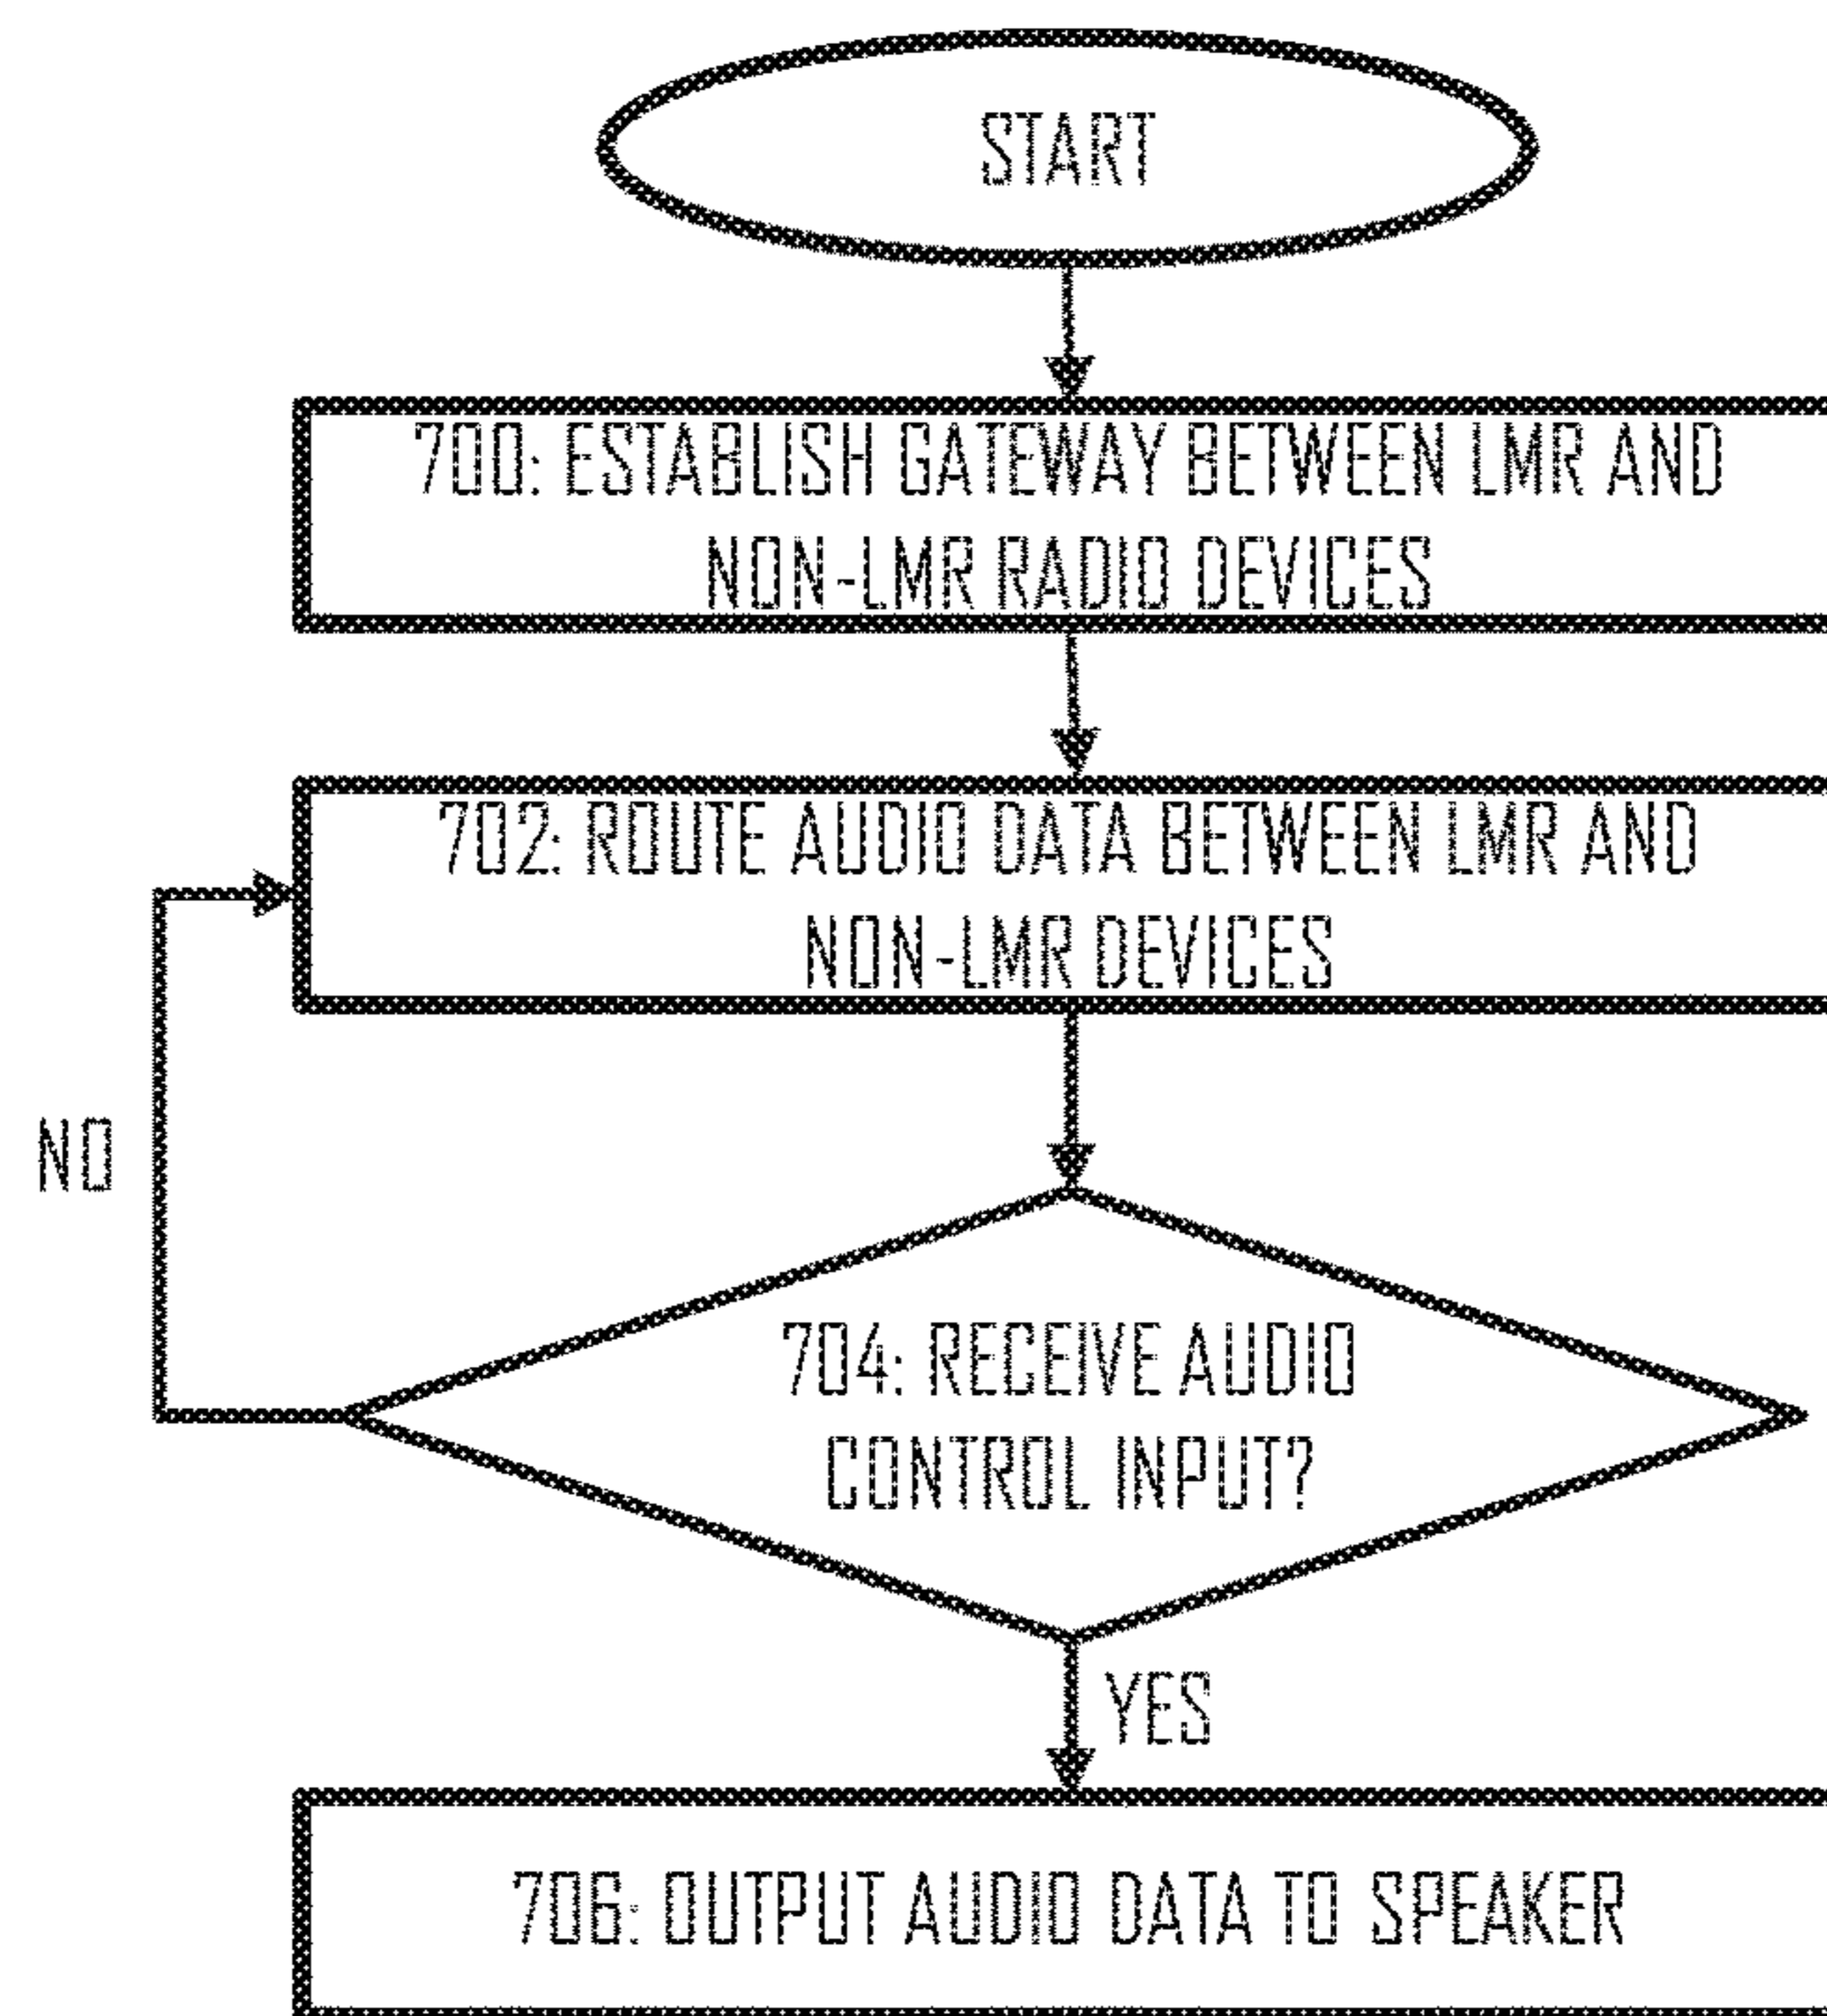 START
700: ESTABLISH GATEWAY BETWEEN LMR AND
NON-LMR RADIO DEVICES
702: ROUTE AUDIO DATA BETWEEN LMR AND
NON-LMR DEVICES
NO
704: RECEIVE AUDIO
CONTROL INPUT?
YES
706: OUTPUT AUDIO DATA TO SPEAKER